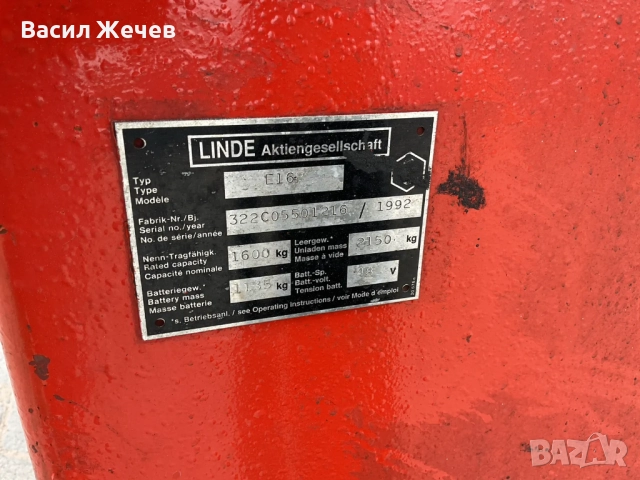 Васил Жечев
LINDE Aktiengesellschaft
Typ
Type
Modèle
E16
Fabrik-Nr./Bj.
Serial no./year
No. de série/année
322C05501216 / 1992
Nenn-Tragfähigk.
Rated capacity
Capacité nominale
1600 kg
Leergew.*
Unladen mass
Masse à vide
2150 kg
Batteriegew.*
Battery mass
Masse batterie
1135 kg
Batt.-Sp.
Batt.-volt.
Tension batt.
V
*s. Betriebsanl. / see Operating instructions / voir Mode d'emploi
BAZAR